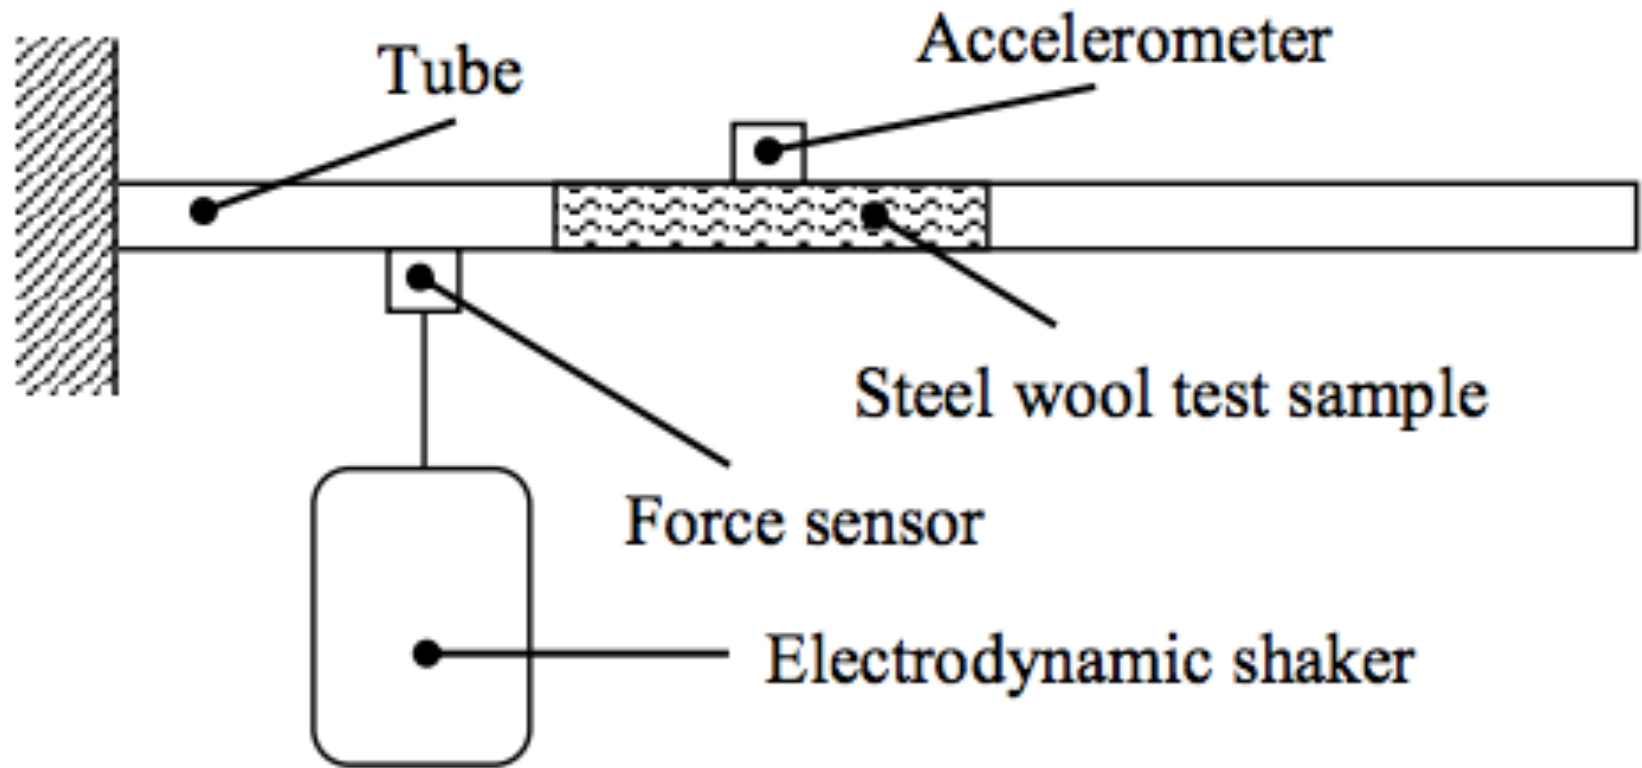 Accelerometer
Tube
Steel wool test sample
Force sensor
Electrodynamic shaker